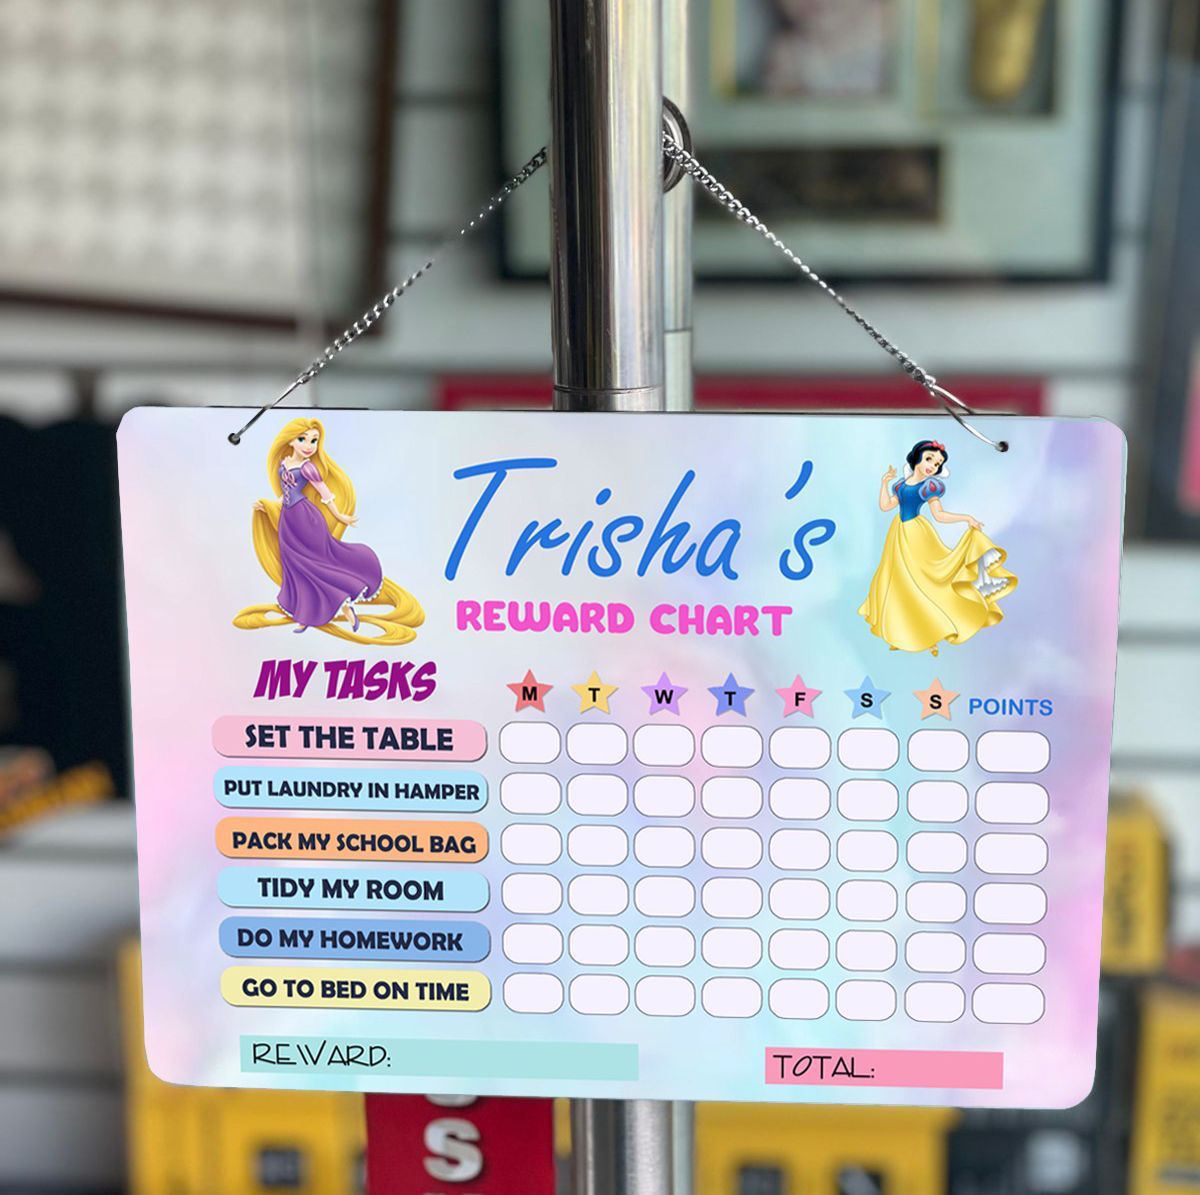 Trisha's
REWARD CHART
MY TASKS
M T W T F S S POINTS
SET THE TABLE
PUT LAUNDRY IN HAMPER
PACK MY SCHOOL BAG
TIDY MY ROOM
DO MY HOMEWORK
GO TO BED ON TIME
REWARD: TOTAL:
S